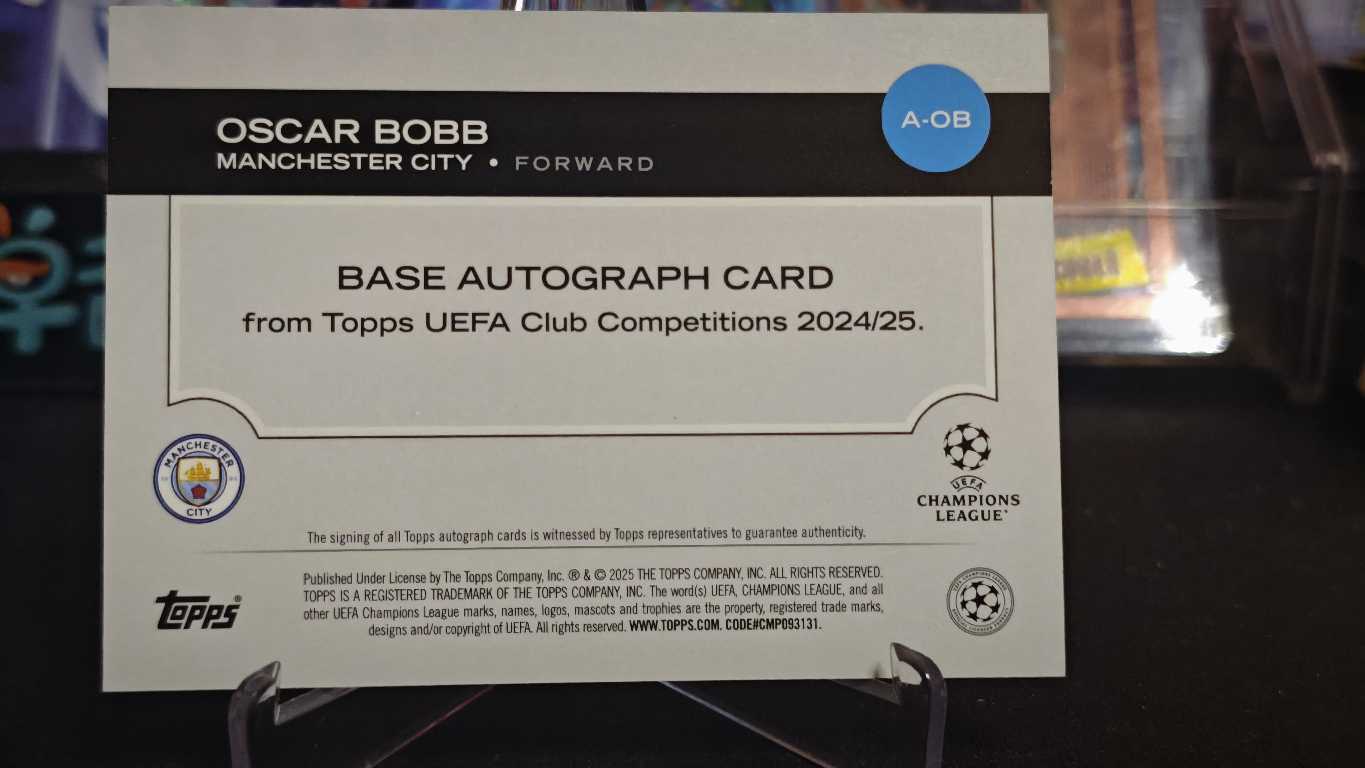 OSCAR BOBB
A-OB
MANCHESTER CITY • FORWARD
BASE AUTOGRAPH CARD
from Topps UEFA Club Competitions 2024/25.
MANCHESTER
CITY
UEFA
CHAMPIONS
LEAGUE
The signing of all Topps autograph cards is witnessed by Topps representatives to guarantee authenticity.
Published Under License by The Topps Company, Inc. ® & © 2025 THE TOPPS COMPANY, INC. ALL RIGHTS RESERVED.
TOPPS IS A REGISTERED TRADEMARK OF THE TOPPS COMPANY, INC. The word(s) UEFA, CHAMPIONS LEAGUE, and all
other UEFA Champions League marks, names, logos, mascots and trophies are the property, registered trade marks,
designs and/or copyright of UEFA. All rights reserved. WWW.TOPPS.COM. CODE#CMP093131.
Topps®